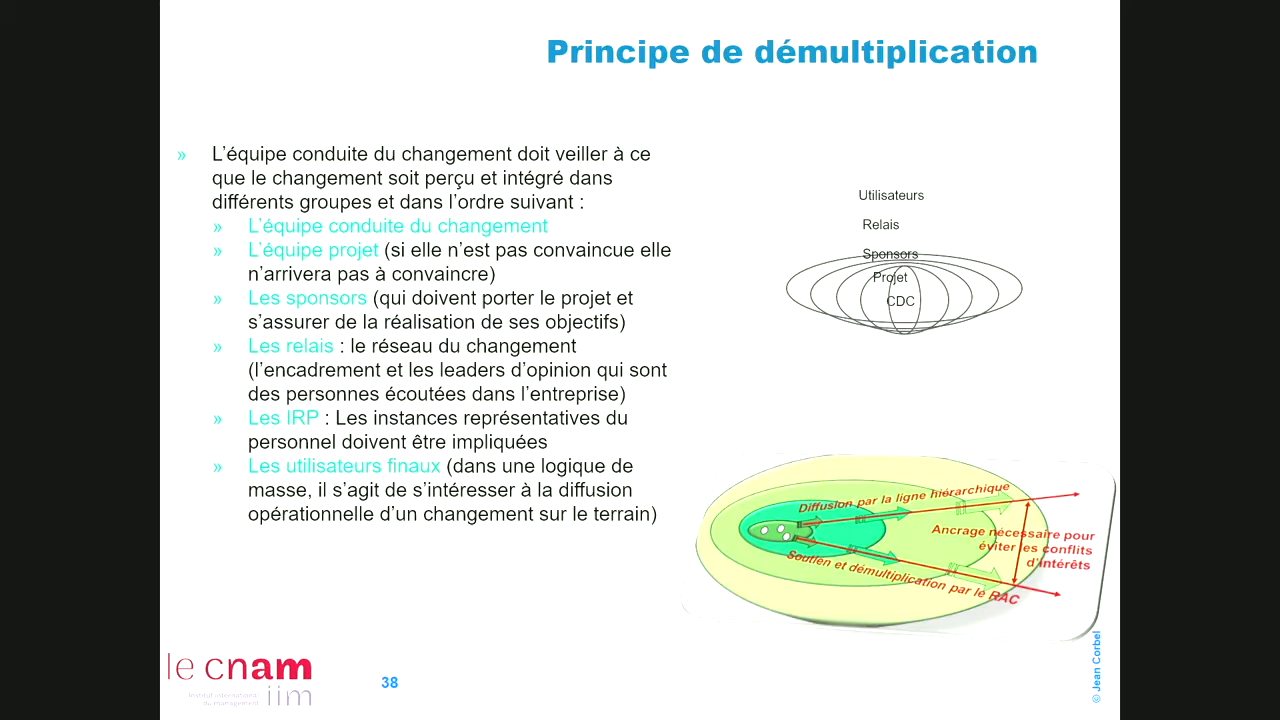 Principe de démultiplication
» L'équipe conduite du changement doit veiller à ce
que le changement soit perçu et intégré dans
différents groupes et dans l'ordre suivant :
» L'équipe conduite du changement
» L'équipe projet (si elle n'est pas convaincue elle
n'arrivera pas à convaincre)
» Les sponsors (qui doivent porter le projet et
s'assurer de la réalisation de ses objectifs)
» Les relais : le réseau du changement
(l'encadrement et les leaders d'opinion qui sont
des personnes écoutées dans l'entreprise)
» Les IRP : Les instances représentatives du
personnel doivent être impliquées
» Les utilisateurs finaux (dans une logique de
masse, il s'agit de s'intéresser à la diffusion
opérationnelle d'un changement sur le terrain)
Utilisateurs
Relais
Sponsors
Projet
CDC
Diffusion par la ligne hiérarchique
Ancrage nécessaire pour
éviter les conflits
d'intérêts
Soutien et démultiplication par le RAC
le cnam
Institut international
du management
iim
38
© Jean Corbel